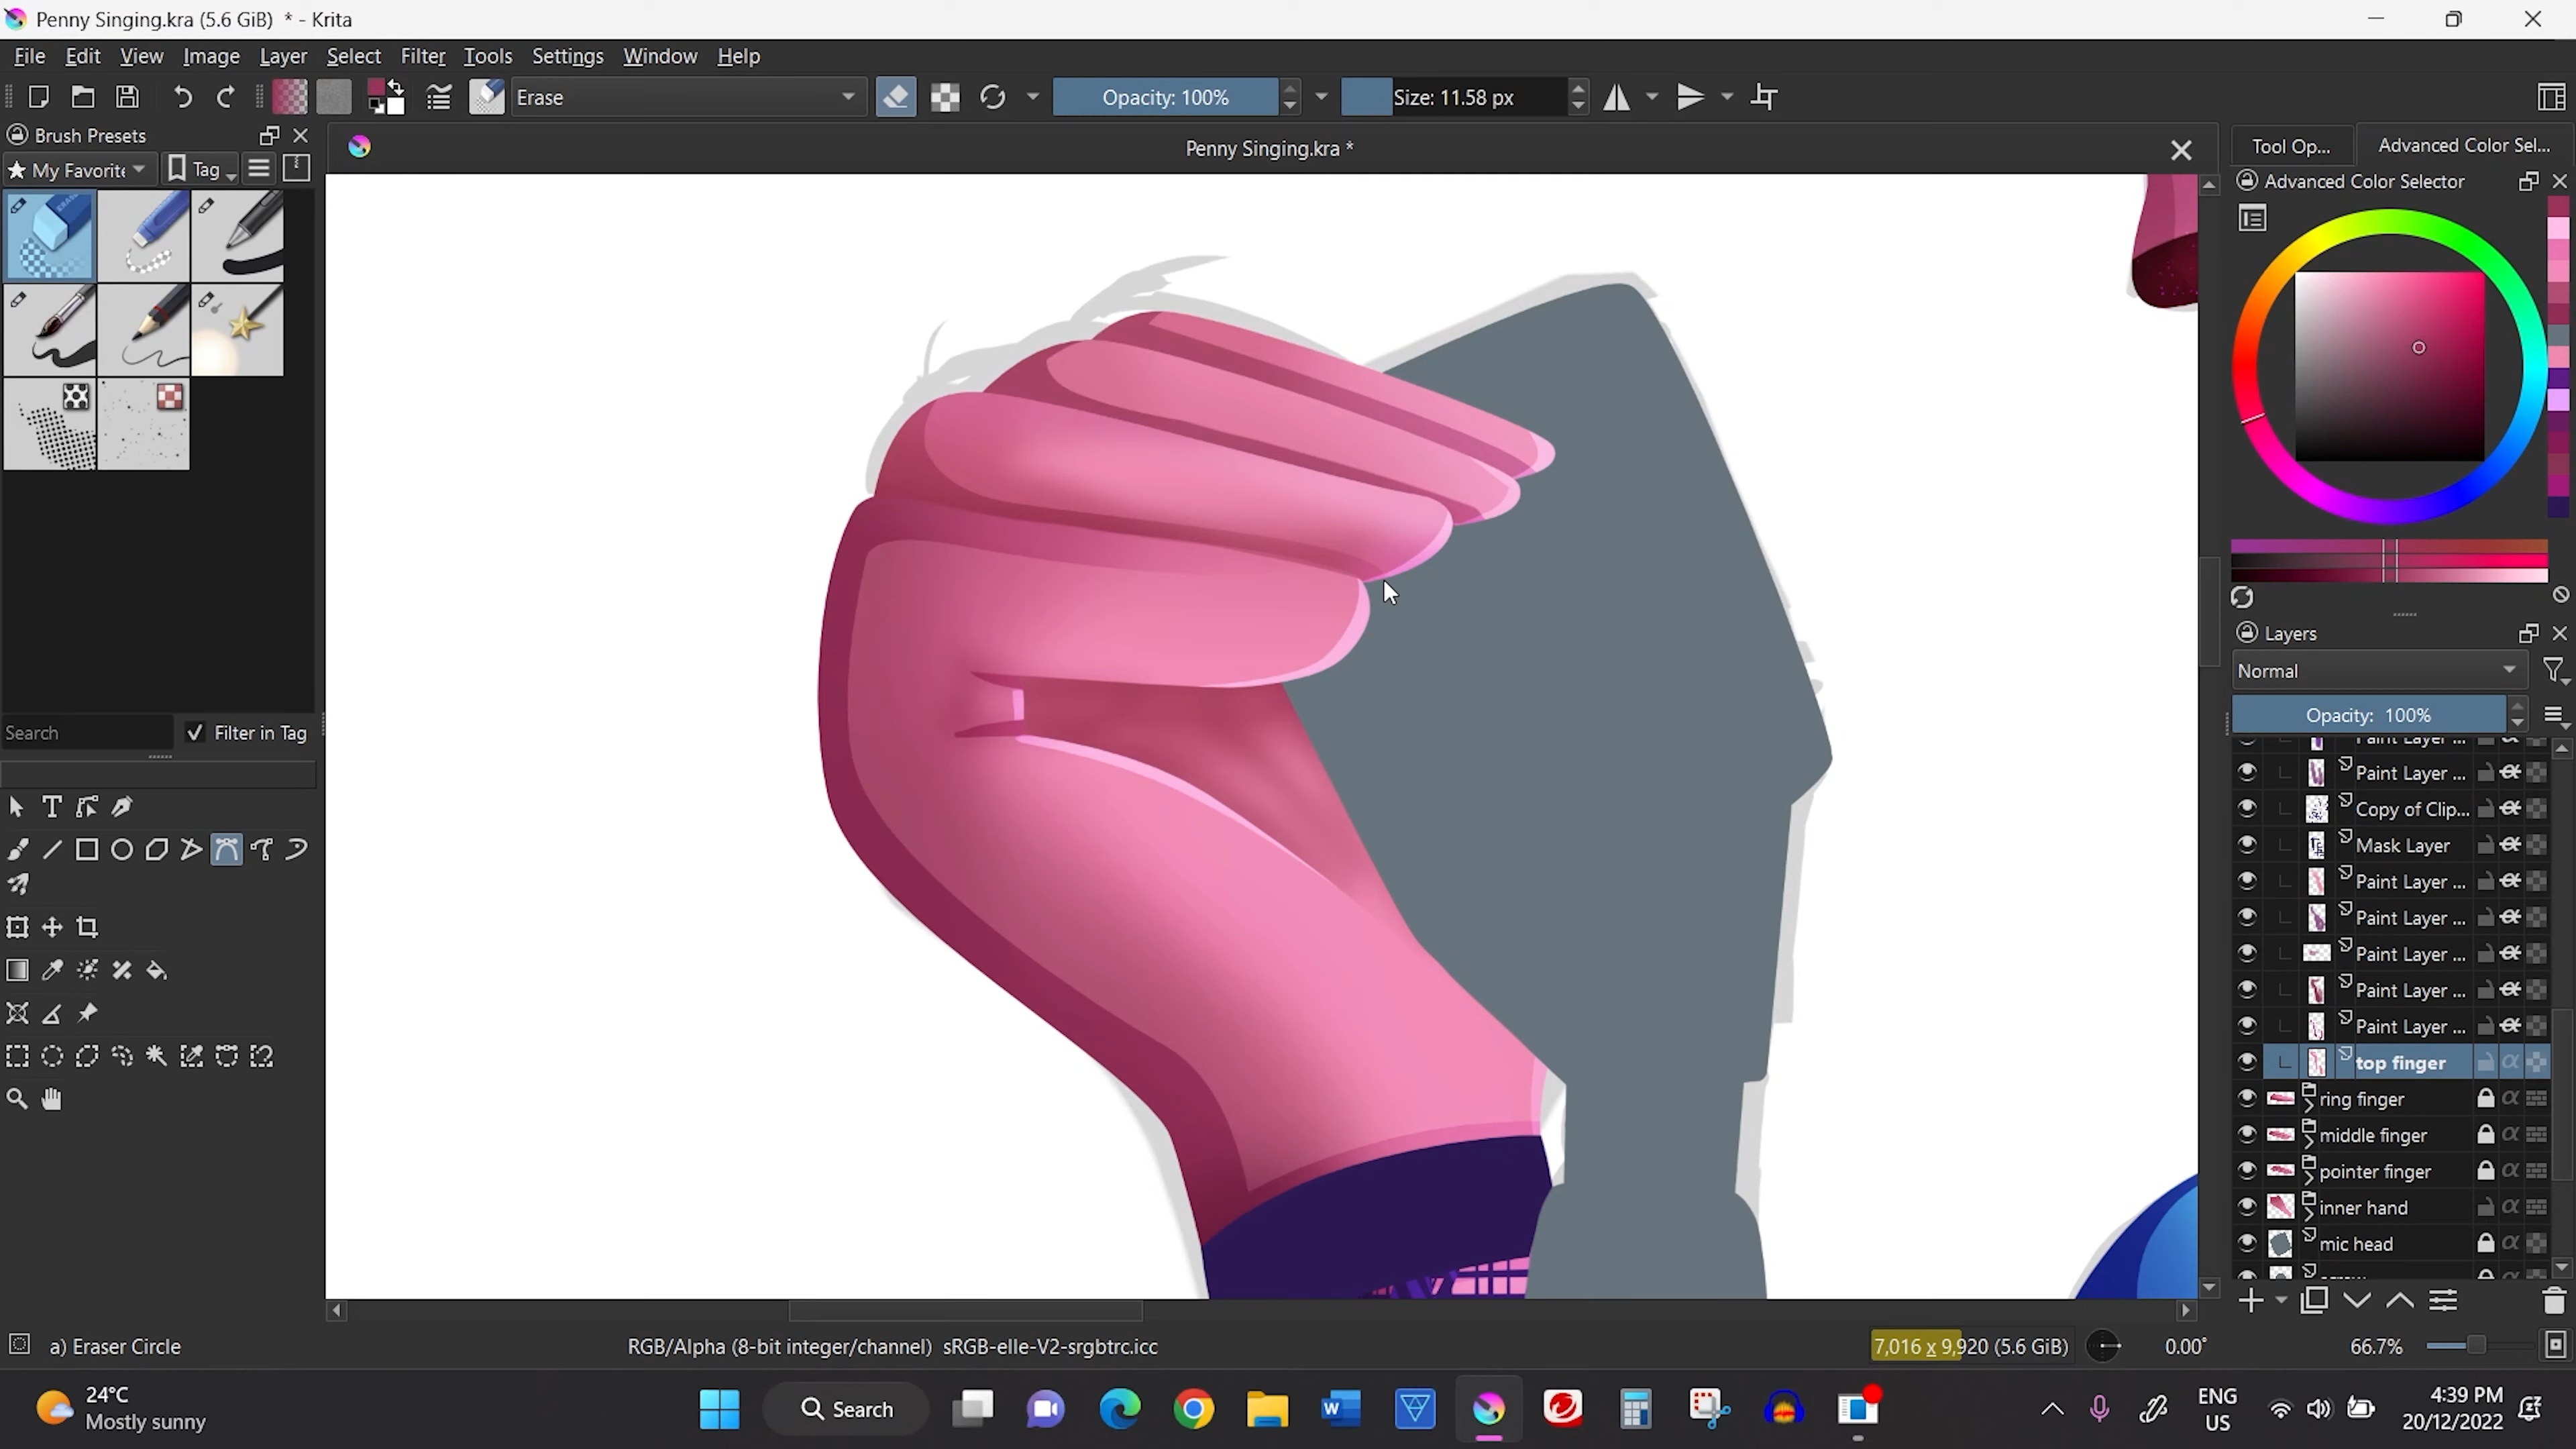 Penny Singing.kra (5.6 GiB) * - Krita
File Edit View Image Layer Select Filter Tools Settings Window Help
Erase
Opacity: 100%
Size: 11.58 px
Brush Presets
My Favorite
Tag
Penny Singing.kra *
Tool Op...
Advanced Color Sel...
Advanced Color Selector
Search
Filter in Tag
Layers
Normal
Opacity: 100%
Paint Layer ...
Paint Layer ...
Copy of Clip...
Mask Layer
Paint Layer ...
Paint Layer ...
Paint Layer ...
Paint Layer ...
Paint Layer ...
top finger
ring finger
middle finger
pointer finger
inner hand
mic head
a) Eraser Circle
RGB/Alpha (8-bit integer/channel) sRGB-elle-V2-srgbtrc.icc
7,016 x 9,920 (5.6 GiB)
0.00°
66.7%
24°C
Mostly sunny
Search
ENG
US
4:39 PM
20/12/2022